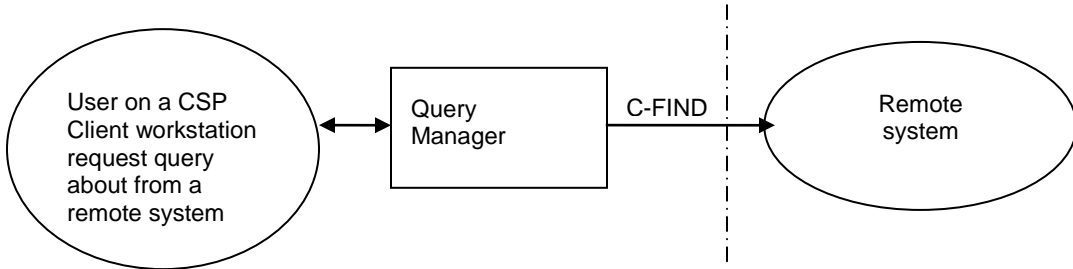 User on a CSP
Client workstation
request query
about from a
remote system
Query
Manager
C-FIND
Remote
system